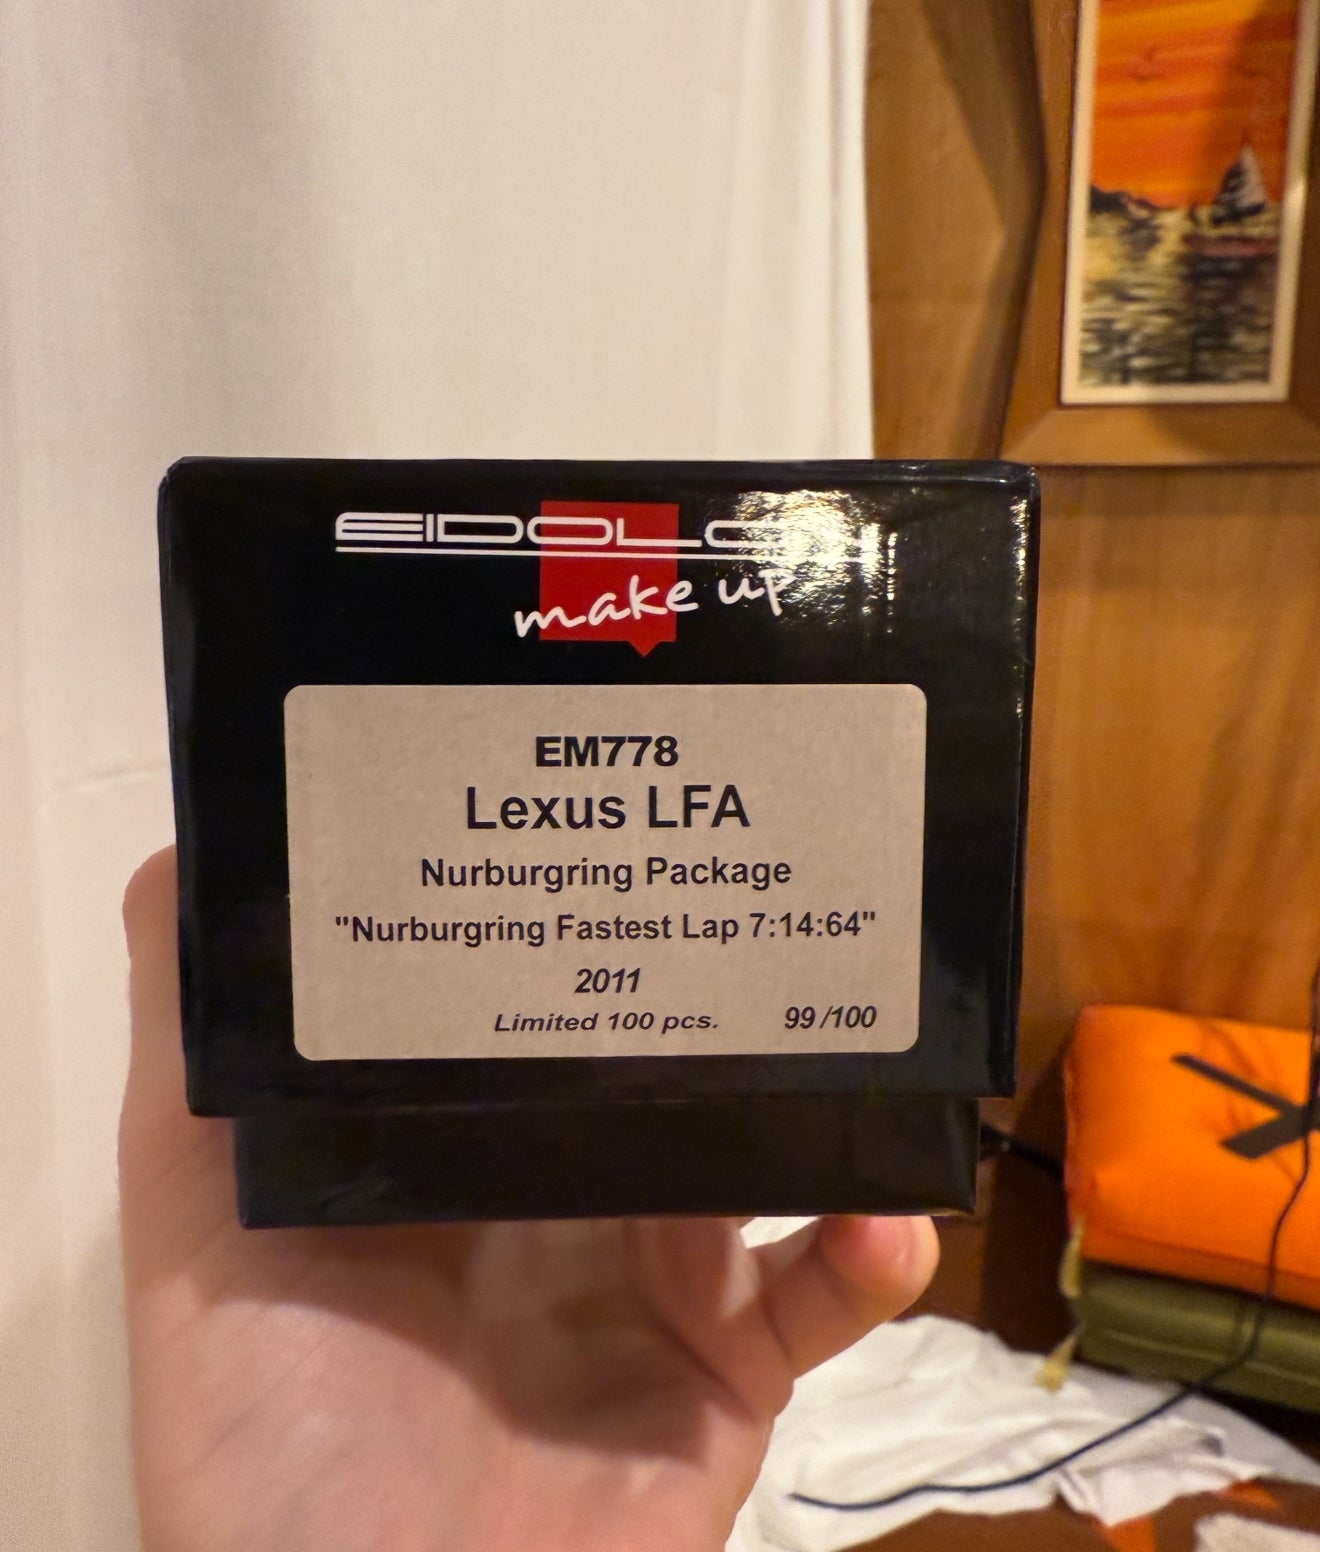 EIDOLON
make up
EM778
Lexus LFA
Nurburgring Package
"Nurburgring Fastest Lap 7:14:64"
2011
Limited 100 pcs. 99/100